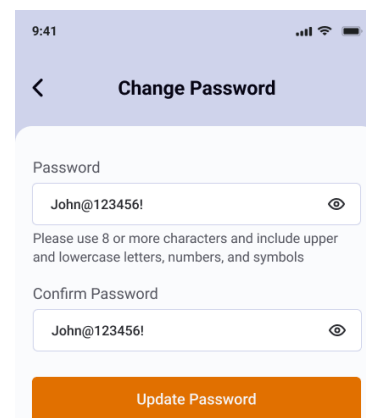 9:41
Change Password
Password
John@123456!
Please use 8 or more characters and include upper
and lowercase letters, numbers, and symbols
Confirm Password
John@123456!
Update Password